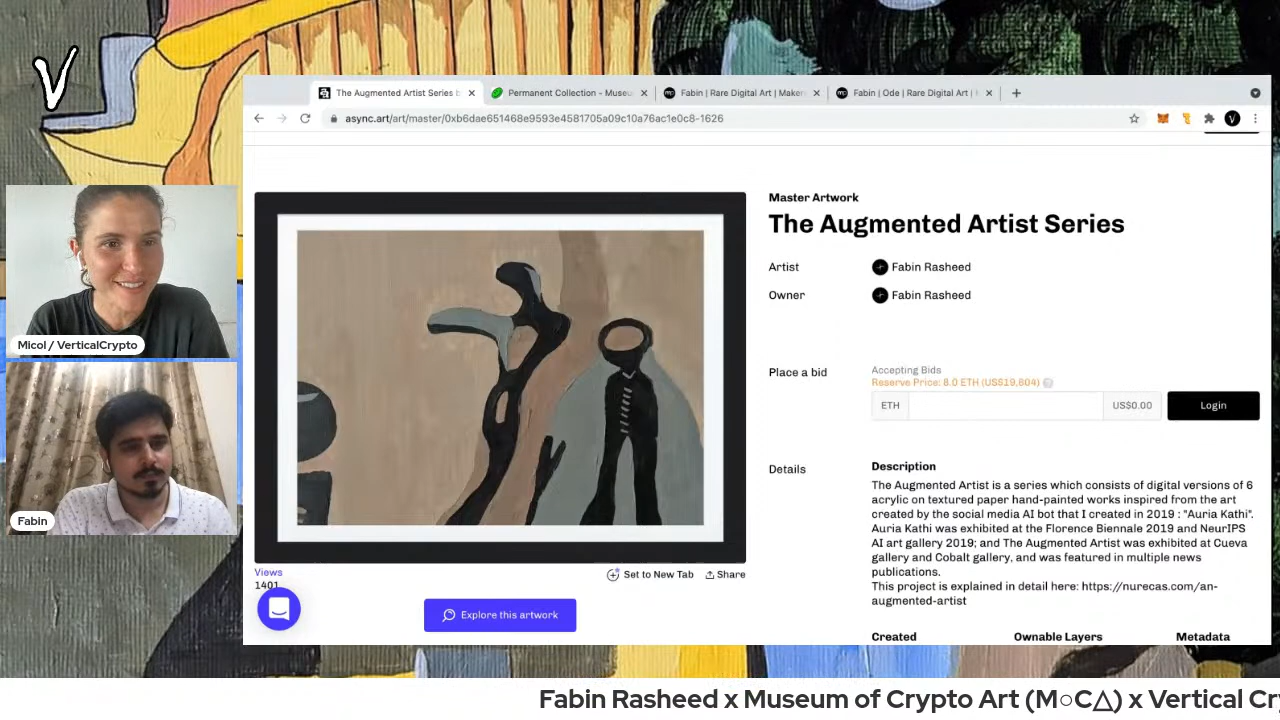 V
The Augmented Artist Series b
Permanent Collection - Museu
Fabin | Rare Digital Art | Maker
Fabin | Ode | Rare Digital Art |
async.art/art/master/0xb6dae651468e9593e4581705a09c10a76ac1e0c8-1626
Master Artwork
The Augmented Artist Series
Artist Fabin Rasheed
Owner Fabin Rasheed
Place a bid
Accepting Bids
Reserve Price: 8.0 ETH (US$19,804) ?
ETH US$0.00 Login
Details
Description
The Augmented Artist is a series which consists of digital versions of 6
acrylic on textured paper hand-painted works inspired from the art
created by the social media AI bot that I created in 2019 : "Auria Kathi".
Auria Kathi was exhibited at the Florence Biennale 2019 and NeurIPS
AI art gallery 2019; and The Augmented Artist was exhibited at Cueva
gallery and Cobalt gallery, and was featured in multiple news
publications.
This project is explained in detail here: https://nurecas.com/an-
augmented-artist
Created Ownable Layers Metadata
Views
1401
Set to New Tab Share
Explore this artwork
Micol / VerticalCrypto
Fabin
Fabin Rasheed x Museum of Crypto Art (M○C△) x Vertical Cry